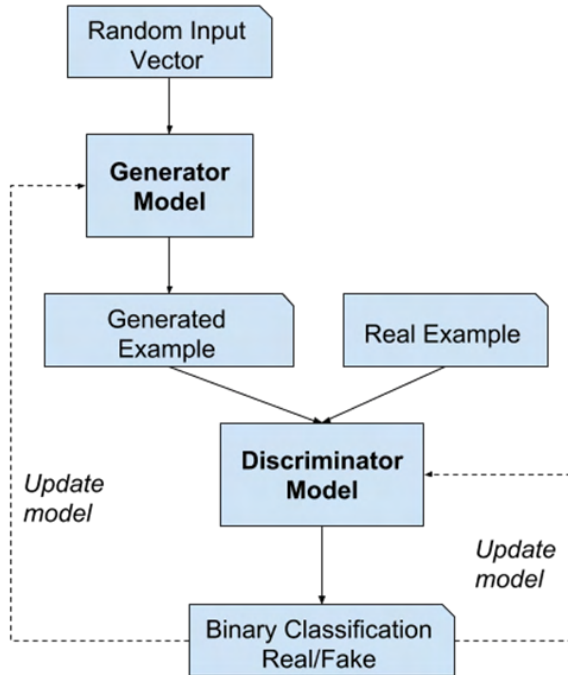 Random Input
Vector
Generator
Model
Generated
Example
Real Example
Discriminator
Model
Update
model
Update
model
Binary Classification
Real/Fake